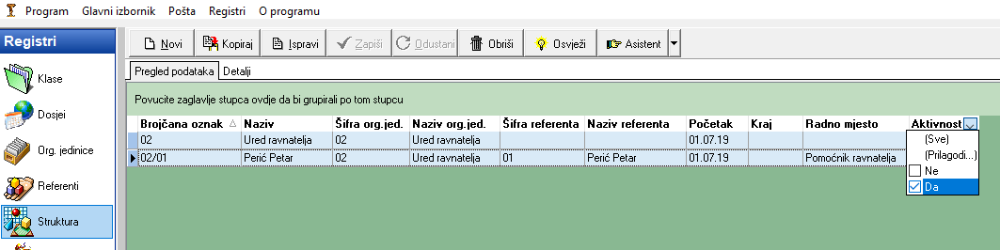 Program Glavni izbornik Pošta Registri O programu
Registri
Novi Kopiraj Ispravi Zapiši Odustani Obriši Osvježi Asistent
Klase
Dosjei
Org. jedinice
Referenti
Struktura
Pregled podataka Detalji
Povucite zaglavlje stupca ovdje da bi grupirali po tom stupcu
Brojčana oznak Naziv Šifra org.jed. Naziv org.jed. Šifra referenta Naziv referenta Početak Kraj Radno mjesto Aktivnost
02 Ured ravnatelja 02 Ured ravnatelja 01.07.19
02/01 Perić Petar 02 Ured ravnatelja 01 Perić Petar 01.07.19 Pomoćnik ravnatelja
(Sve)
(Prilagodi...)
Ne
Da